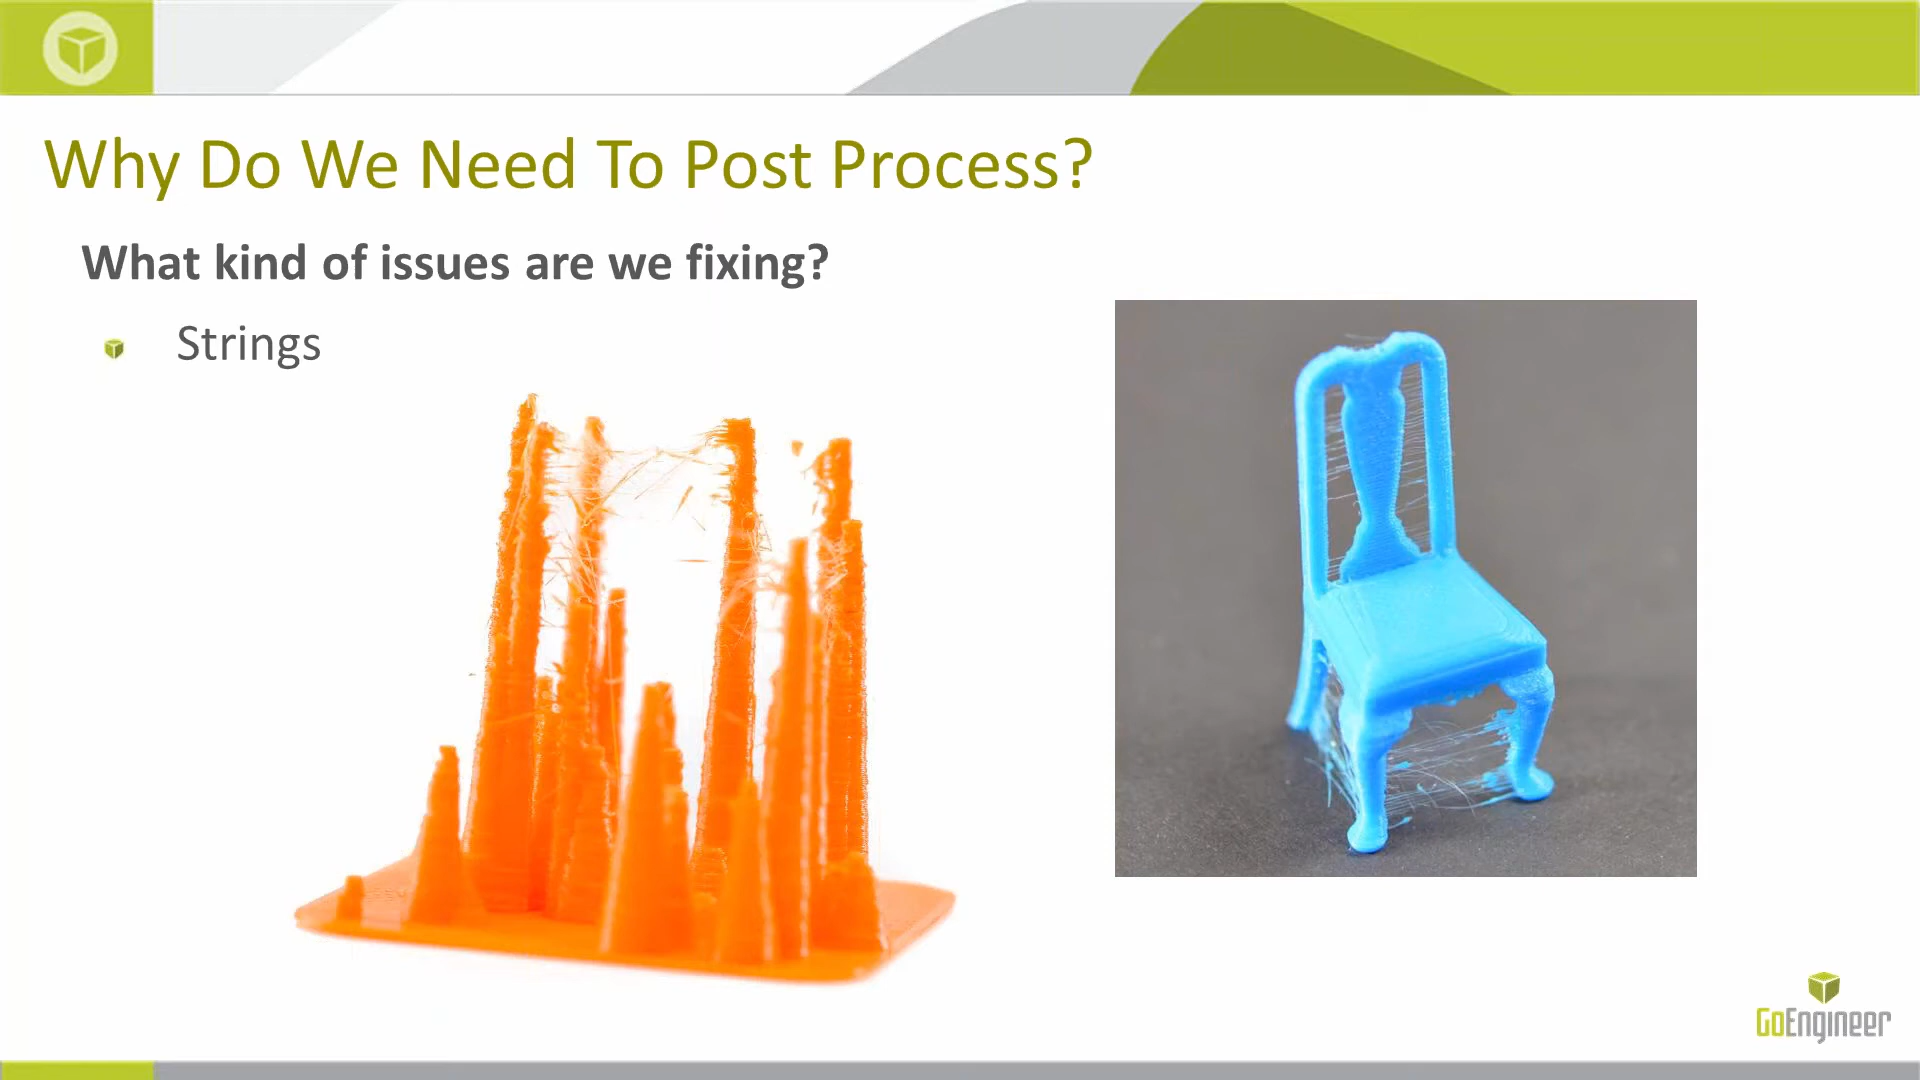 Why Do We Need To Post Process?
What kind of issues are we fixing?
Strings
GoEngineer